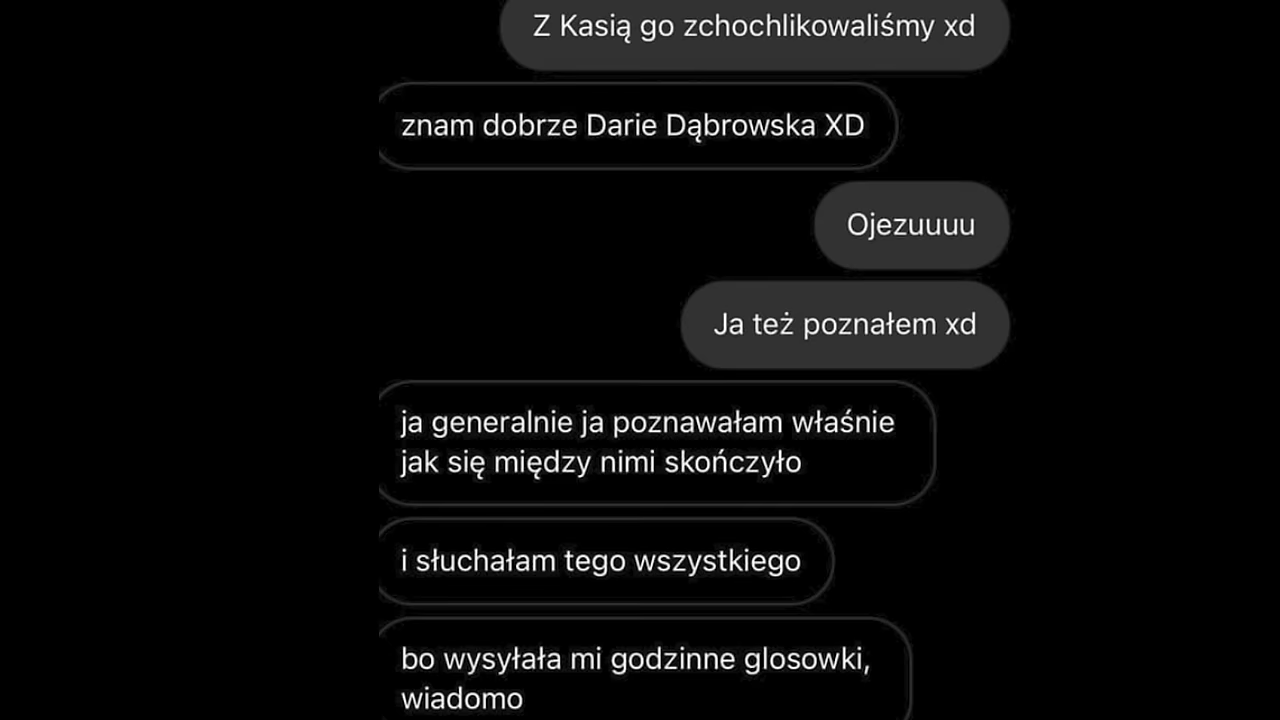 Z Kasią go zchochlikowaliśmy xd
znam dobrze Darie Dąbrowska XD
Ojezuuuu
Ja też poznałem xd
ja generalnie ja poznawałam właśnie
jak się między nimi skończyło
i słuchałam tego wszystkiego
bo wysyłała mi godzinne glosowki,
wiadomo